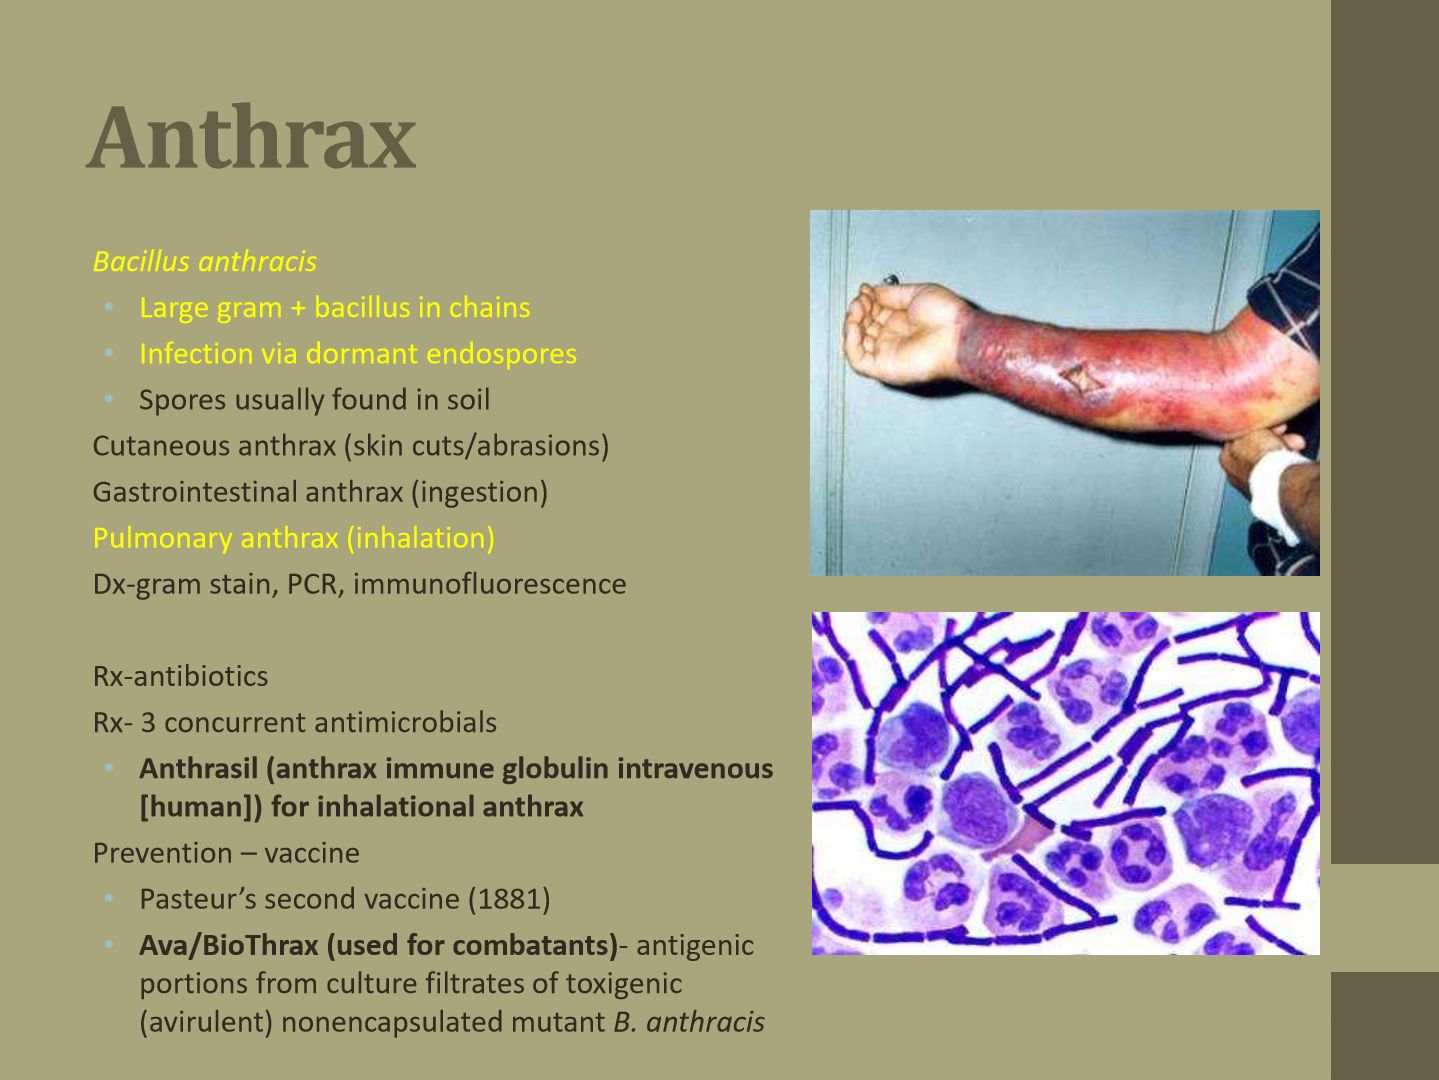 Anthrax
Bacillus anthracis
• Large gram + bacillus in chains
• Infection via dormant endospores
• Spores usually found in soil
Cutaneous anthrax (skin cuts/abrasions)
Gastrointestinal anthrax (ingestion)
Pulmonary anthrax (inhalation)
Dx-gram stain, PCR, immunofluorescence
Rx-antibiotics
Rx- 3 concurrent antimicrobials
• Anthrasil (anthrax immune globulin intravenous
[human]) for inhalational anthrax
Prevention – vaccine
• Pasteur’s second vaccine (1881)
• Ava/BioThrax (used for combatants)- antigenic
portions from culture filtrates of toxigenic
(avirulent) nonencapsulated mutant B. anthracis